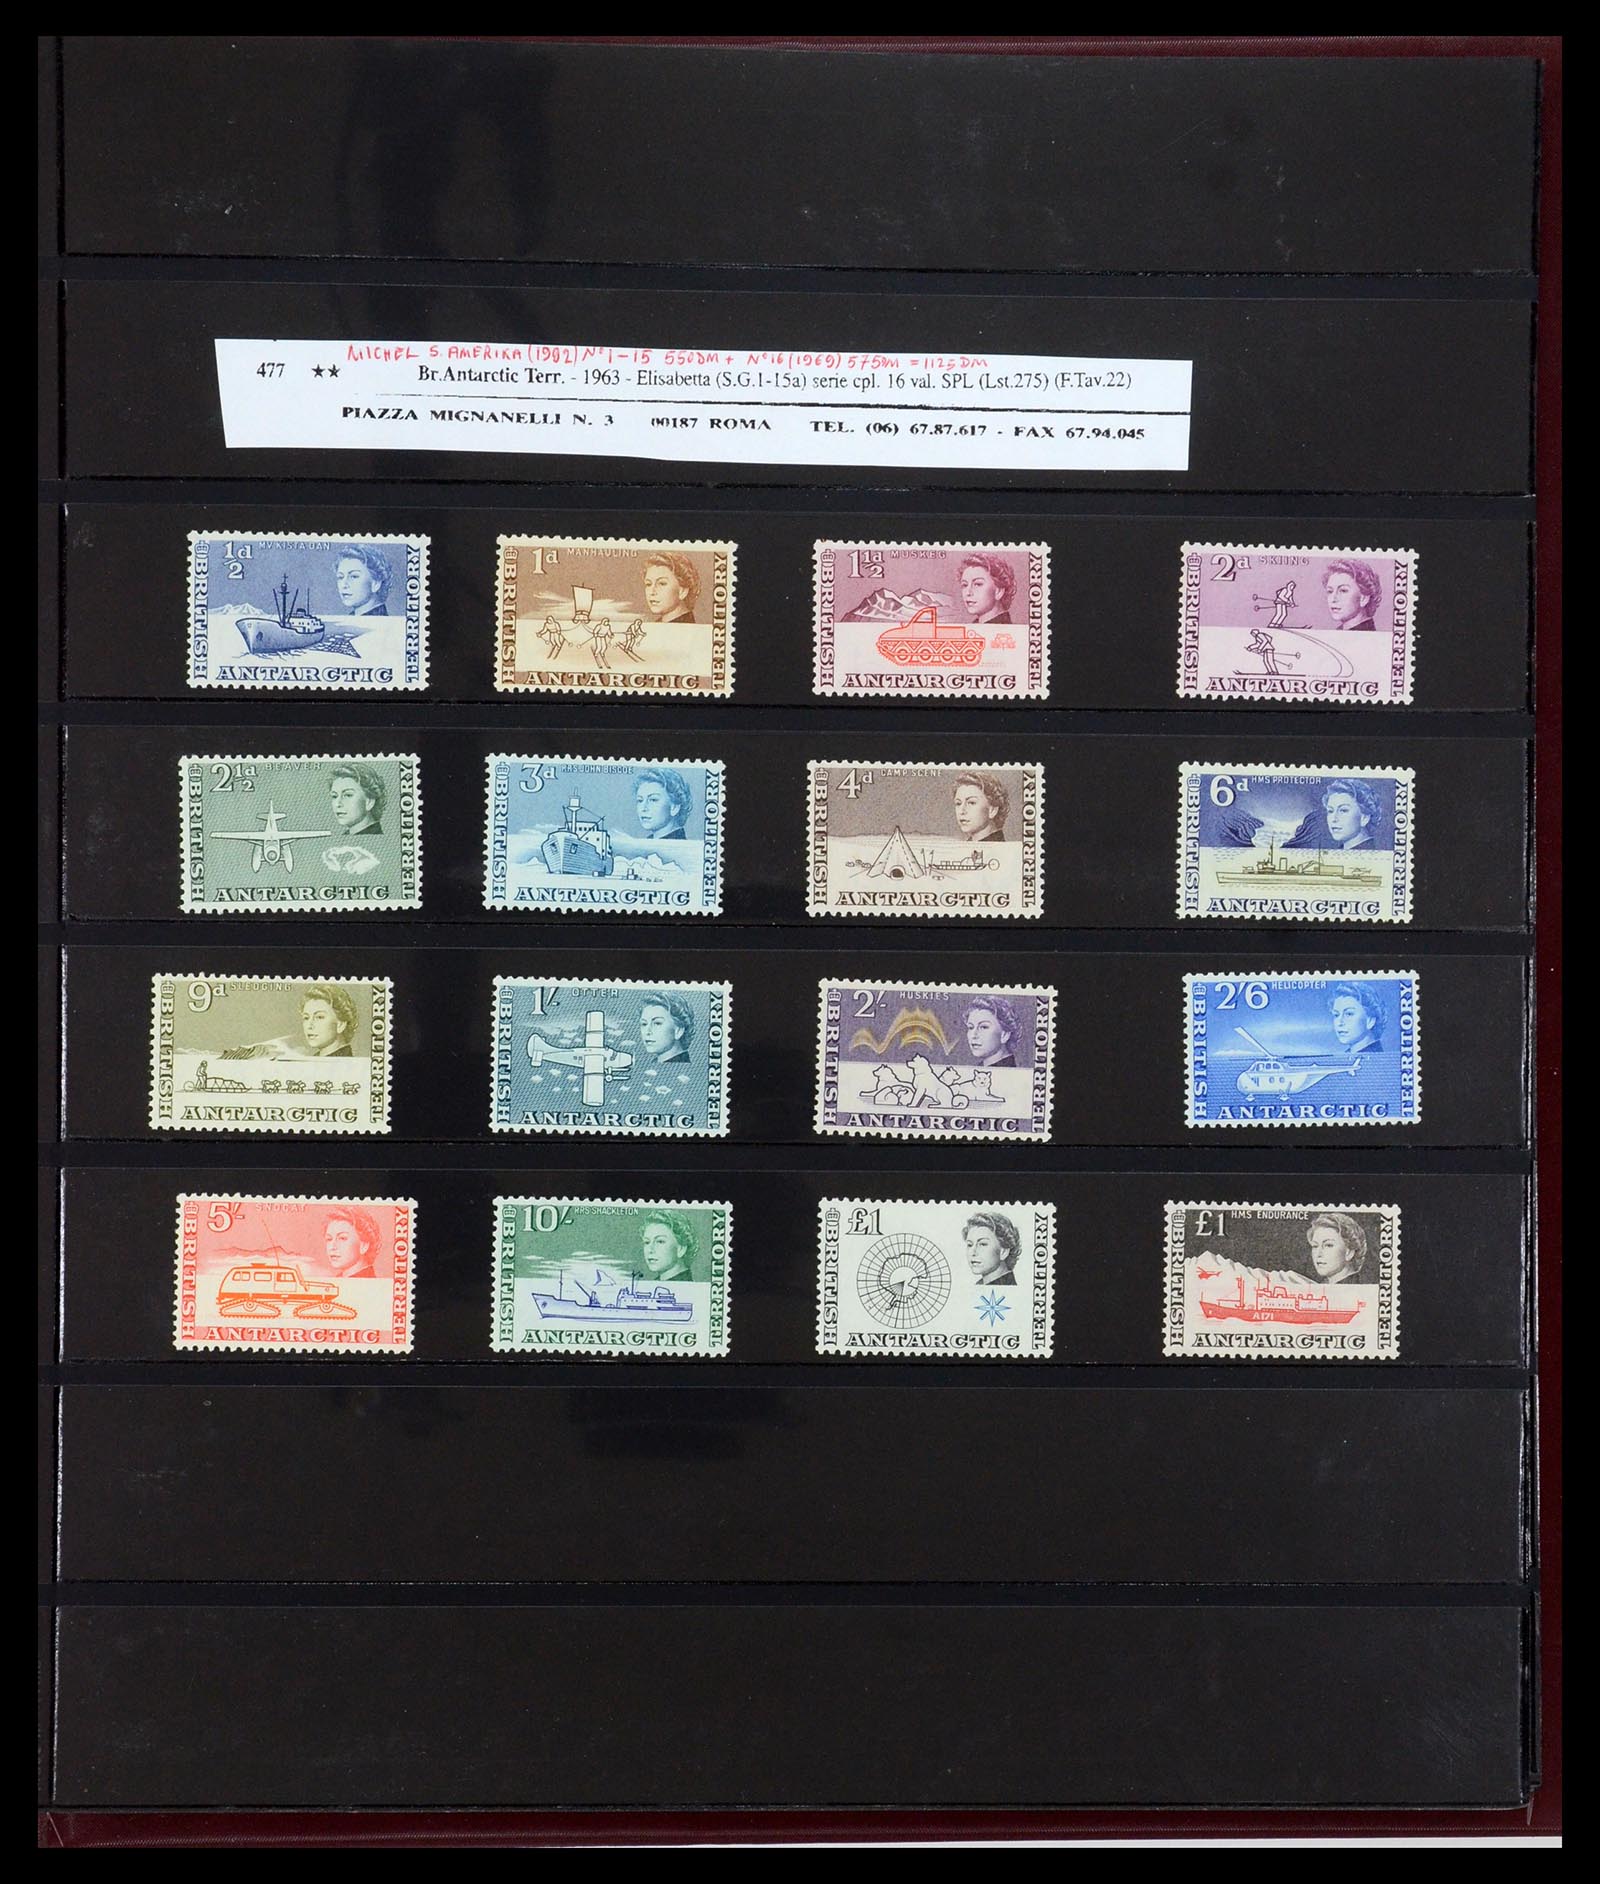 MICHEL S. AMERIKA (1992) No 1-15 550DM + No 16 (1969) 575DM = 1125DM
477 ★★ Br.Antarctic Terr. - 1963 - Elisabetta (S.G.1-15a) serie cpl. 16 val. SPL (Lst.275) (F.Tav.22)
PIAZZA MIGNANELLI N. 3 00187 ROMA TEL. (06) 67.87.617 - FAX 67.94.045
½d MV KISTA DAN
BRITISH ANTARCTIC TERRITORY
1d MANHAULING
BRITISH ANTARCTIC TERRITORY
1½d MUSKEG
BRITISH ANTARCTIC TERRITORY
2d SKIING
BRITISH ANTARCTIC TERRITORY
2½d BEAVER
BRITISH ANTARCTIC TERRITORY
3d RRS JOHN BISCOE
BRITISH ANTARCTIC TERRITORY
4d CAMP SCENE
BRITISH ANTARCTIC TERRITORY
6d HMS PROTECTOR
BRITISH ANTARCTIC TERRITORY
9d SLEDGING
BRITISH ANTARCTIC TERRITORY
1/- OTTER
BRITISH ANTARCTIC TERRITORY
2/- HUSKIES
BRITISH ANTARCTIC TERRITORY
2'6 HELICOPTER
BRITISH ANTARCTIC TERRITORY
5/- SNOCAT
BRITISH ANTARCTIC TERRITORY
10/- RRS SHACKLETON
BRITISH ANTARCTIC TERRITORY
£1
BRITISH ANTARCTIC TERRITORY
£1 HMS ENDURANCE
A171
BRITISH ANTARCTIC TERRITORY